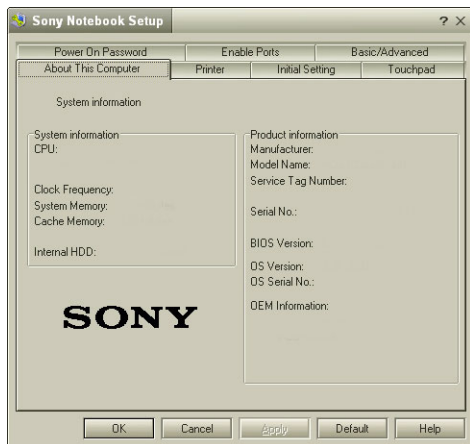 Sony Notebook Setup
Power On Password Enable Ports Basic/Advanced
About This Computer Printer Initial Setting Touchpad
System information
System information
CPU:
Clock Frequency:
System Memory:
Cache Memory:
Internal HDD:
Product information
Manufacturer:
Model Name:
Service Tag Number:
Serial No.:
BIOS Version:
OS Version:
OS Serial No.:
OEM Information:
SONY
OK Cancel Apply Default Help